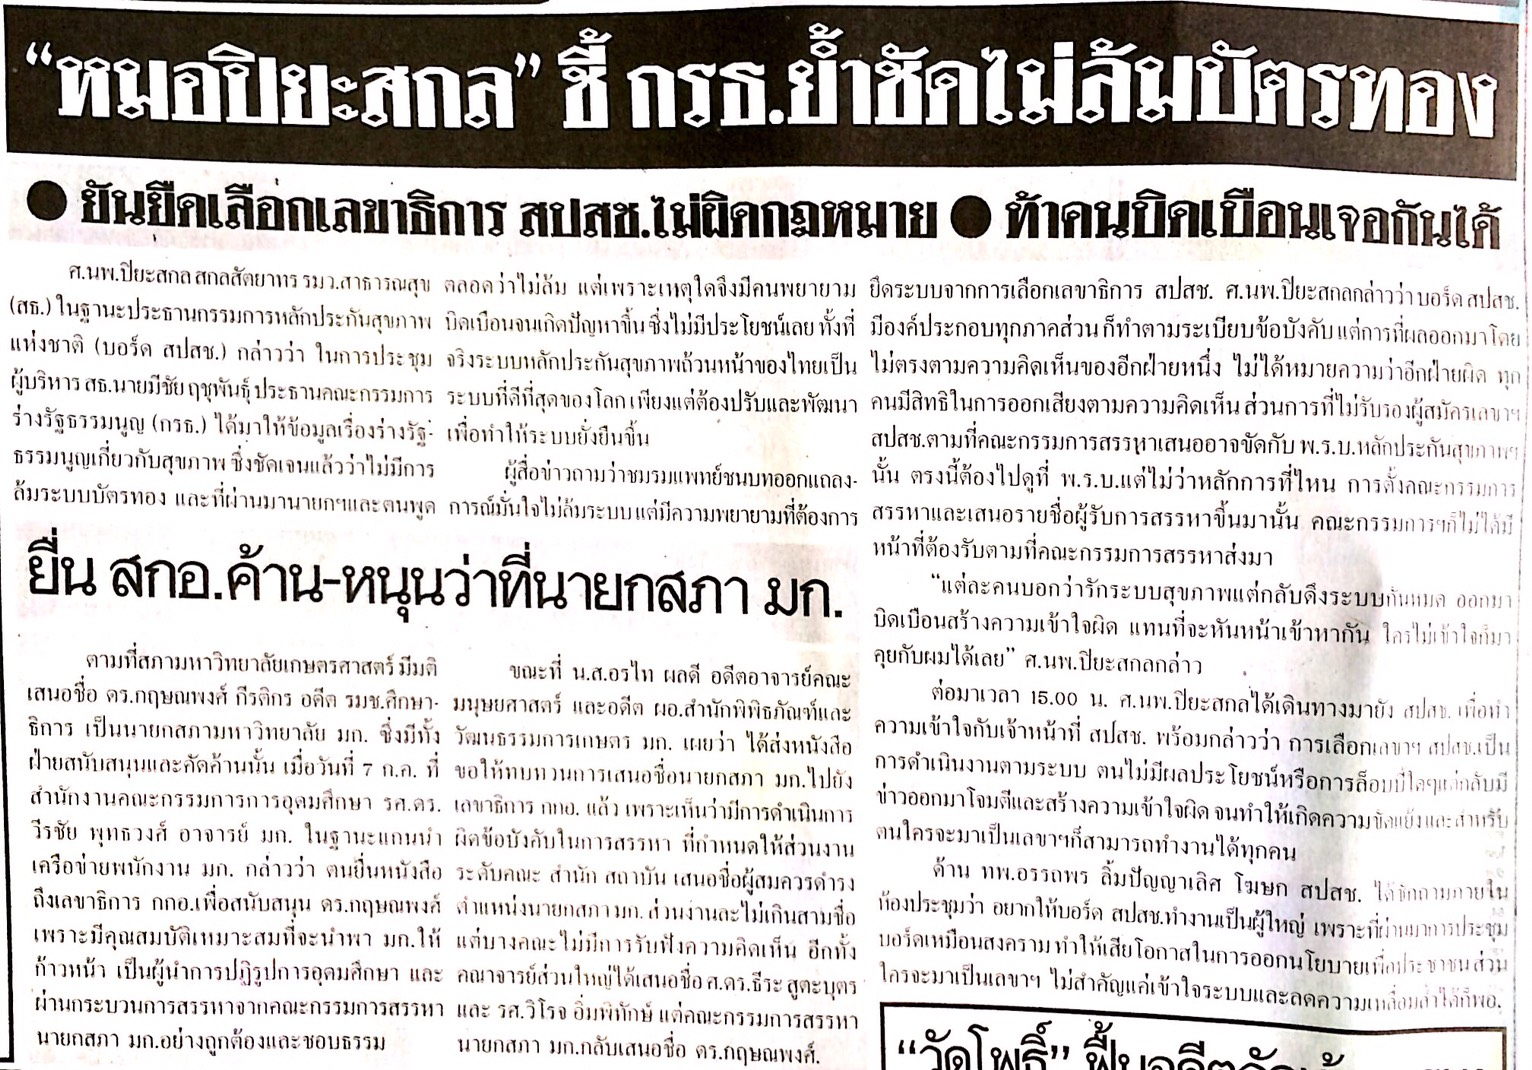 “หมอปิยะสกล” ชี้ กรธ.ย้ำชัดไม่ล้มบัตรทอง
● ยันยึดเลือกเลขาธิการ สปสช.ไม่ผิดกฎหมาย ● ท้าคนบิดเบือนเจอกันได้
ศ.นพ.ปิยะสกล สกลสัตยาทร รมว.สาธารณสุข
(สธ.) ในฐานะประธานกรรมการหลักประกันสุขภาพ
แห่งชาติ (บอร์ด สปสช.) กล่าวว่า ในการประชุม
ผู้บริหาร สธ.นายมีชัย ฤชุพันธุ์ ประธานคณะกรรมการ
ร่างรัฐธรรมนูญ (กรธ.) ได้มาให้ข้อมูลเรื่องร่างรัฐ-
ธรรมนูญเกี่ยวกับสุขภาพ ซึ่งชัดเจนแล้วว่าไม่มีการ
ล้มระบบบัตรทอง และที่ผ่านมานายกฯและตนพูด
ตลอดว่าไม่ล้ม แต่เพราะเหตุใดจึงมีคนพยายาม
บิดเบือนจนเกิดปัญหาขึ้น ซึ่งไม่มีประโยชน์เลย ทั้งที่
จริงระบบหลักประกันสุขภาพถ้วนหน้าของไทยเป็น
ระบบที่ดีที่สุดของโลก เพียงแต่ต้องปรับและพัฒนา
เพื่อทำให้ระบบยั่งยืนขึ้น
ผู้สื่อข่าวถามว่าชมรมแพทย์ชนบทออกแถลง-
การณ์มั่นใจไม่ล้มระบบ แต่มีความพยายามที่ต้องการ
ยึดระบบจากการเลือกเลขาธิการ สปสช. ศ.นพ.ปิยะสกลกล่าวว่า บอร์ด สปสช.
มีองค์ประกอบทุกภาคส่วน ก็ทำตามระเบียบข้อบังคับ แต่การที่ผลออกมาโดย
ไม่ตรงตามความคิดเห็นของอีกฝ่ายหนึ่ง ไม่ได้หมายความว่าอีกฝ่ายผิด ทุก
คนมีสิทธิในการออกเสียงตามความคิดเห็น ส่วนการที่ไม่รับรองผู้สมัครเลขาฯ
สปสช.ตามที่คณะกรรมการสรรหาเสนออาจขัดกับ พ.ร.บ.หลักประกันสุขภาพฯ
นั้น ตรงนี้ต้องไปดูที่ พ.ร.บ.แต่ไม่ว่าหลักการที่ไหน การตั้งคณะกรรมการ
สรรหาและเสนอรายชื่อผู้รับการสรรหาขึ้นมานั้น คณะกรรมการฯก็ไม่ได้มี
หน้าที่ต้องรับตามที่คณะกรรมการสรรหาส่งมา
“แต่ละคนบอกว่ารักระบบสุขภาพแต่กลับดึงระบบกันหมด ออกมา
บิดเบือนสร้างความเข้าใจผิด แทนที่จะหันหน้าเข้าหากัน ใครไม่เข้าใจก็มา
คุยกับผมได้เลย” ศ.นพ.ปิยะสกลกล่าว
ต่อมาเวลา 15.00 น. ศ.นพ.ปิยะสกลได้เดินทางมายัง สปสช. เพื่อทำ
ความเข้าใจกับเจ้าหน้าที่ สปสช. พร้อมกล่าวว่า การเลือกเลขาฯ สปสช.เป็น
การดำเนินงานตามระบบ ตนไม่มีผลประโยชน์หรือการล็อบบี้ใดๆแต่กลับมี
ข่าวออกมาโจมตีและสร้างความเข้าใจผิด จนทำให้เกิดความขัดแย้งและสำหรับ
ตนใครจะมาเป็นเลขาฯก็สามารถทำงานได้ทุกคน
ด้าน ทพ.อรรถพร ลิ้มปัญญาเลิศ โฆษก สปสช. ได้ซักถามภายใน
ห้องประชุมว่า อยากให้บอร์ด สปสช.ทำงานเป็นผู้ใหญ่ เพราะที่ผ่านมาการประชุม
บอร์ดเหมือนสงคราม ทำให้เสียโอกาสในการออกนโยบายเพื่อประชาชน ส่วน
ใครจะมาเป็นเลขาฯ ไม่สำคัญแค่เข้าใจระบบและลดความเหลื่อมล้ำได้ก็พอ.
ยื่น สกอ.ค้าน-หนุนว่าที่นายกสภา มก.
ตามที่สภามหาวิทยาลัยเกษตรศาสตร์ มีมติ
เสนอชื่อ ดร.กฤษณพงศ์ กีรติกร อดีต รมช.ศึกษา-
ธิการ เป็นนายกสภามหาวิทยาลัย มก. ซึ่งมีทั้ง
ฝ่ายสนับสนุนและคัดค้านนั้น เมื่อวันที่ 7 ก.ค. ที่
สำนักงานคณะกรรมการการอุดมศึกษา รศ.ดร.
วีรชัย พุทธวงศ์ อาจารย์ มก. ในฐานะแกนนำ
เครือข่ายพนักงาน มก. กล่าวว่า ตนยื่นหนังสือ
ถึงเลขาธิการ กกอ.เพื่อสนับสนุน ดร.กฤษณพงศ์
เพราะมีคุณสมบัติเหมาะสมที่จะนำพา มก.ให้
ก้าวหน้า เป็นผู้นำการปฏิรูปการอุดมศึกษา และ
ผ่านกระบวนการสรรหาจากคณะกรรมการสรรหา
นายกสภา มก.อย่างถูกต้องและชอบธรรม
ขณะที่ น.ส.อรไท ผลดี อดีตอาจารย์คณะ
มนุษยศาสตร์ และอดีต ผอ.สำนักพิพิธภัณฑ์และ
วัฒนธรรมการเกษตร มก. เผยว่า ได้ส่งหนังสือ
ขอให้ทบทวนการเสนอชื่อนายกสภา มก.ไปยัง
เลขาธิการ กกอ. แล้ว เพราะเห็นว่ามีการดำเนินการ
ผิดข้อบังคับในการสรรหา ที่กำหนดให้ส่วนงาน
ระดับคณะ สำนัก สถาบัน เสนอชื่อผู้สมควรดำรง
ตำแหน่งนายกสภา มก. ส่วนงานละไม่เกินสามชื่อ
แต่บางคณะไม่มีการรับฟังความคิดเห็น อีกทั้ง
คณาจารย์ส่วนใหญ่ได้เสนอชื่อ ศ.ดร.ธีระ สูตะบุตร
และ รศ.วิโรจ อิ่มพิทักษ์ แต่คณะกรรมการสรรหา
นายกสภา มก.กลับเสนอชื่อ ดร.กฤษณพงศ์.
“วัดโพธิ์”